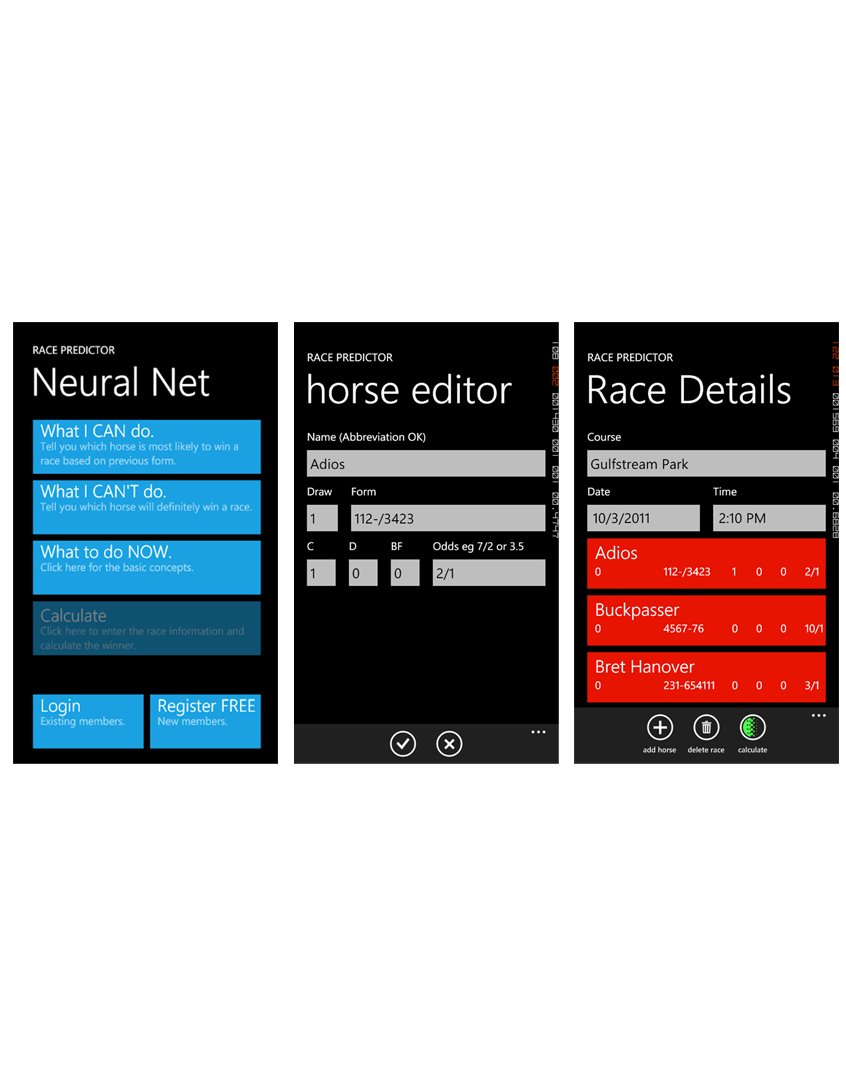 RACE PREDICTOR
Neural Net
What I CAN do.
Tell you which horse is most likely to win a
race based on previous form.
What I CAN'T do.
Tell you which horse will definitely win a race.
What to do NOW.
Click here for the basic concepts.
Calculate
Click here to enter the race information and
calculate the winner.
Login
Existing members.
Register FREE
New members.
RACE PREDICTOR
horse editor
Name (Abbreviation OK)
Adios
Draw Form
1 112-/3423
C D BF Odds eg 7/2 or 3.5
1 0 0 2/1
...
RACE PREDICTOR
Race Details
Course
Gulfstream Park
Date Time
10/3/2011 2:10 PM
Adios
0 112-/3423 1 0 0 2/1
Buckpasser
0 4567-76 0 0 0 10/1
Bret Hanover
0 231-654111 0 0 0 3/1
...
add horse delete race calculate